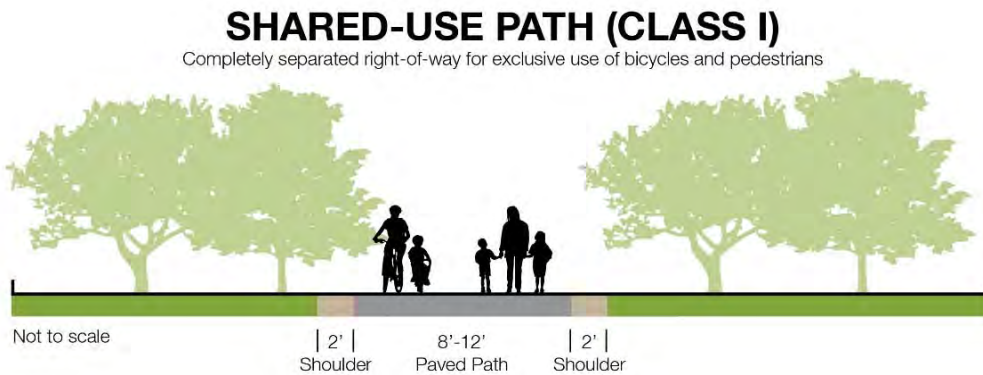 SHARED-USE PATH (CLASS I)
Completely separated right-of-way for exclusive use of bicycles and pedestrians
Not to scale
2' 8'-12' 2'
Shoulder Paved Path Shoulder